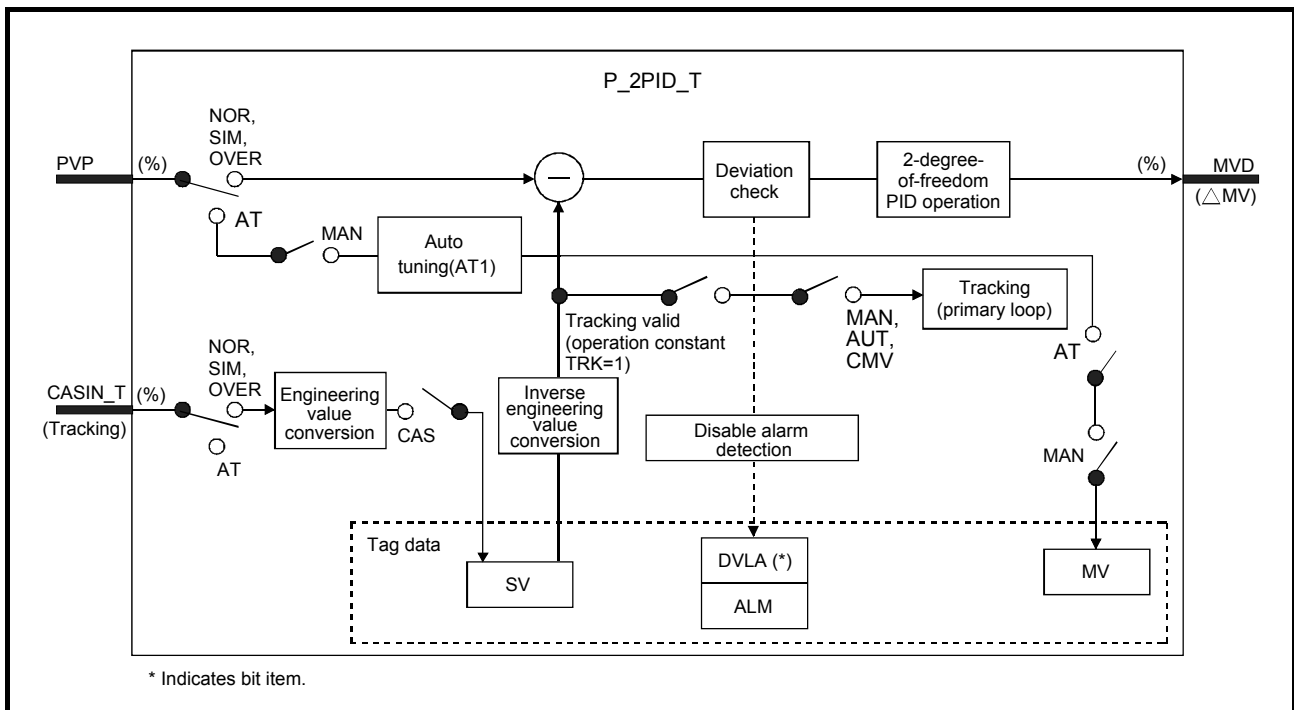 P_2PID_T
NOR,
SIM,
OVER
PVP
(%)
AT
MAN
Auto
tuning(AT1)
—
Deviation
check
2-degree-
of-freedom
PID operation
(%)
MVD
(△MV)
Tracking valid
(operation constant
TRK=1)
MAN,
AUT,
CMV
Tracking
(primary loop)
AT
MAN
NOR,
SIM,
OVER
CASIN_T
(%)
(Tracking)
AT
Engineering
value
conversion
CAS
Inverse
engineering
value
conversion
Disable alarm
detection
Tag data
SV
DVLA (*)
ALM
MV
* Indicates bit item.